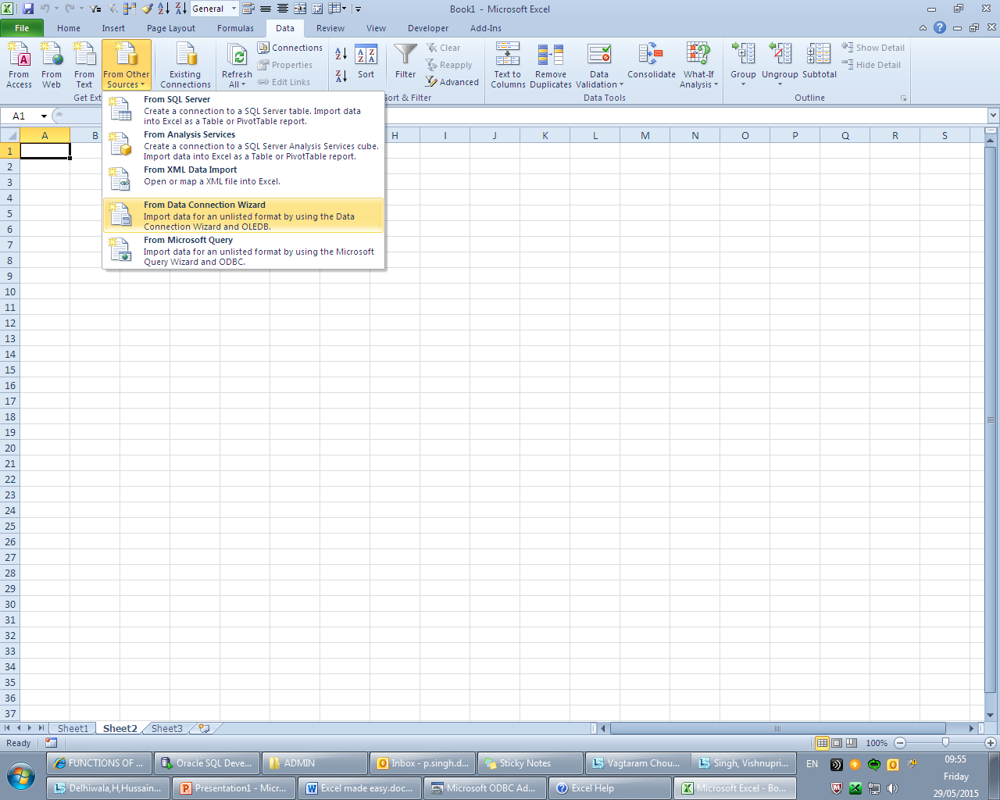 General
Book1 - Microsoft Excel
File Home Insert Page Layout Formulas Data Review View Developer Add-Ins
From Access
From Web
From Text
From Other Sources
Existing Connections
Refresh All
Connections
Properties
Edit Links
Sort
Filter
Clear
Reapply
Advanced
Text to Columns
Remove Duplicates
Data Validation
Consolidate
What-If Analysis
Group
Ungroup
Subtotal
Show Detail
Hide Detail
Get Ext
ort & Filter
Data Tools
Outline
From SQL Server
Create a connection to a SQL Server table. Import data
into Excel as a Table or PivotTable report.
From Analysis Services
Create a connection to a SQL Server Analysis Services cube.
Import data into Excel as a Table or PivotTable report.
From XML Data Import
Open or map a XML file into Excel.
From Data Connection Wizard
Import data for an unlisted format by using the Data
Connection Wizard and OLEDB.
From Microsoft Query
Import data for an unlisted format by using the Microsoft
Query Wizard and ODBC.
A1
A B H I J K L M N O P Q R S
1
2
3
4
5
6
7
8
9
10
11
12
13
14
15
16
17
18
19
20
21
22
23
24
25
26
27
28
29
30
31
32
33
34
35
36
37
Sheet1 Sheet2 Sheet3
Ready
100%
FUNCTIONS OF ...
Oracle SQL Deve...
ADMIN
Inbox - p.singh.d...
Sticky Notes
Vagtaram Chou...
Singh, Vishnupri...
EN
09:55
Friday
29/05/2015
Delhiwala,H,Hussain...
Presentation1 - Micr...
Excel made easy.doc...
Microsoft ODBC Ad...
Excel Help
Microsoft Excel - Bo...